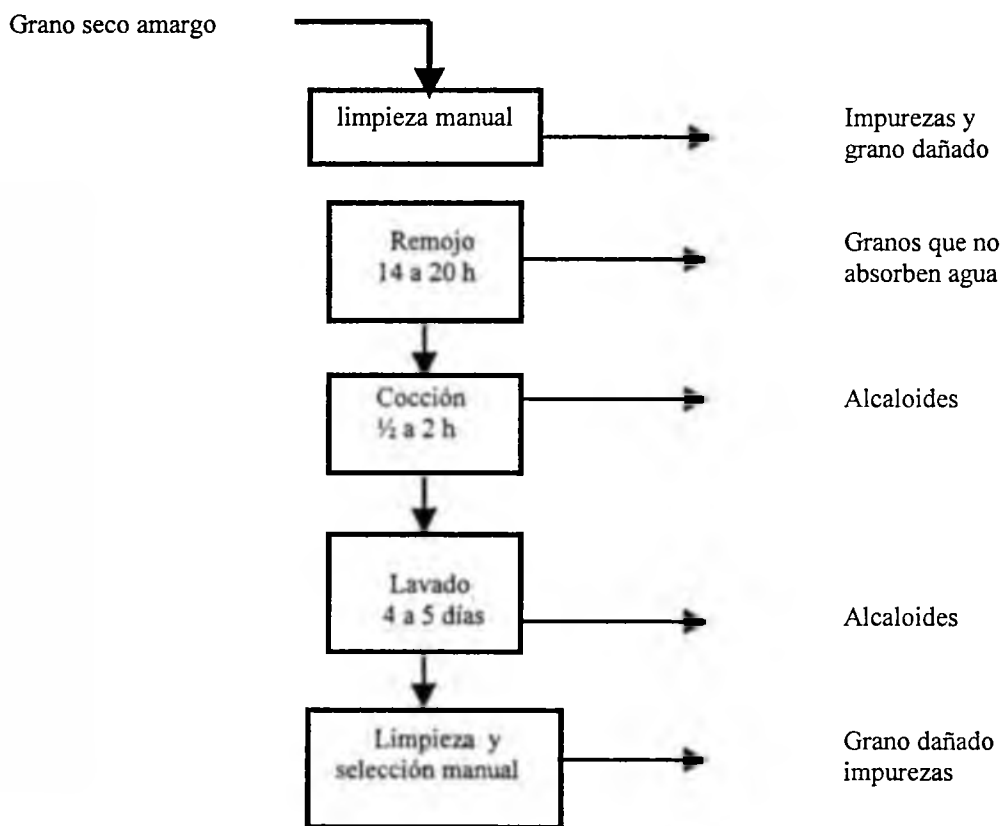 Grano seco amargo
limpieza manual
Impurezas y
grano dañado
Remojo
14 a 20 h
Granos que no
absorben agua
Cocción
½ a 2 h
Alcaloides
Lavado
4 a 5 días
Alcaloides
Limpieza y
selección manual
Grano dañado
impurezas